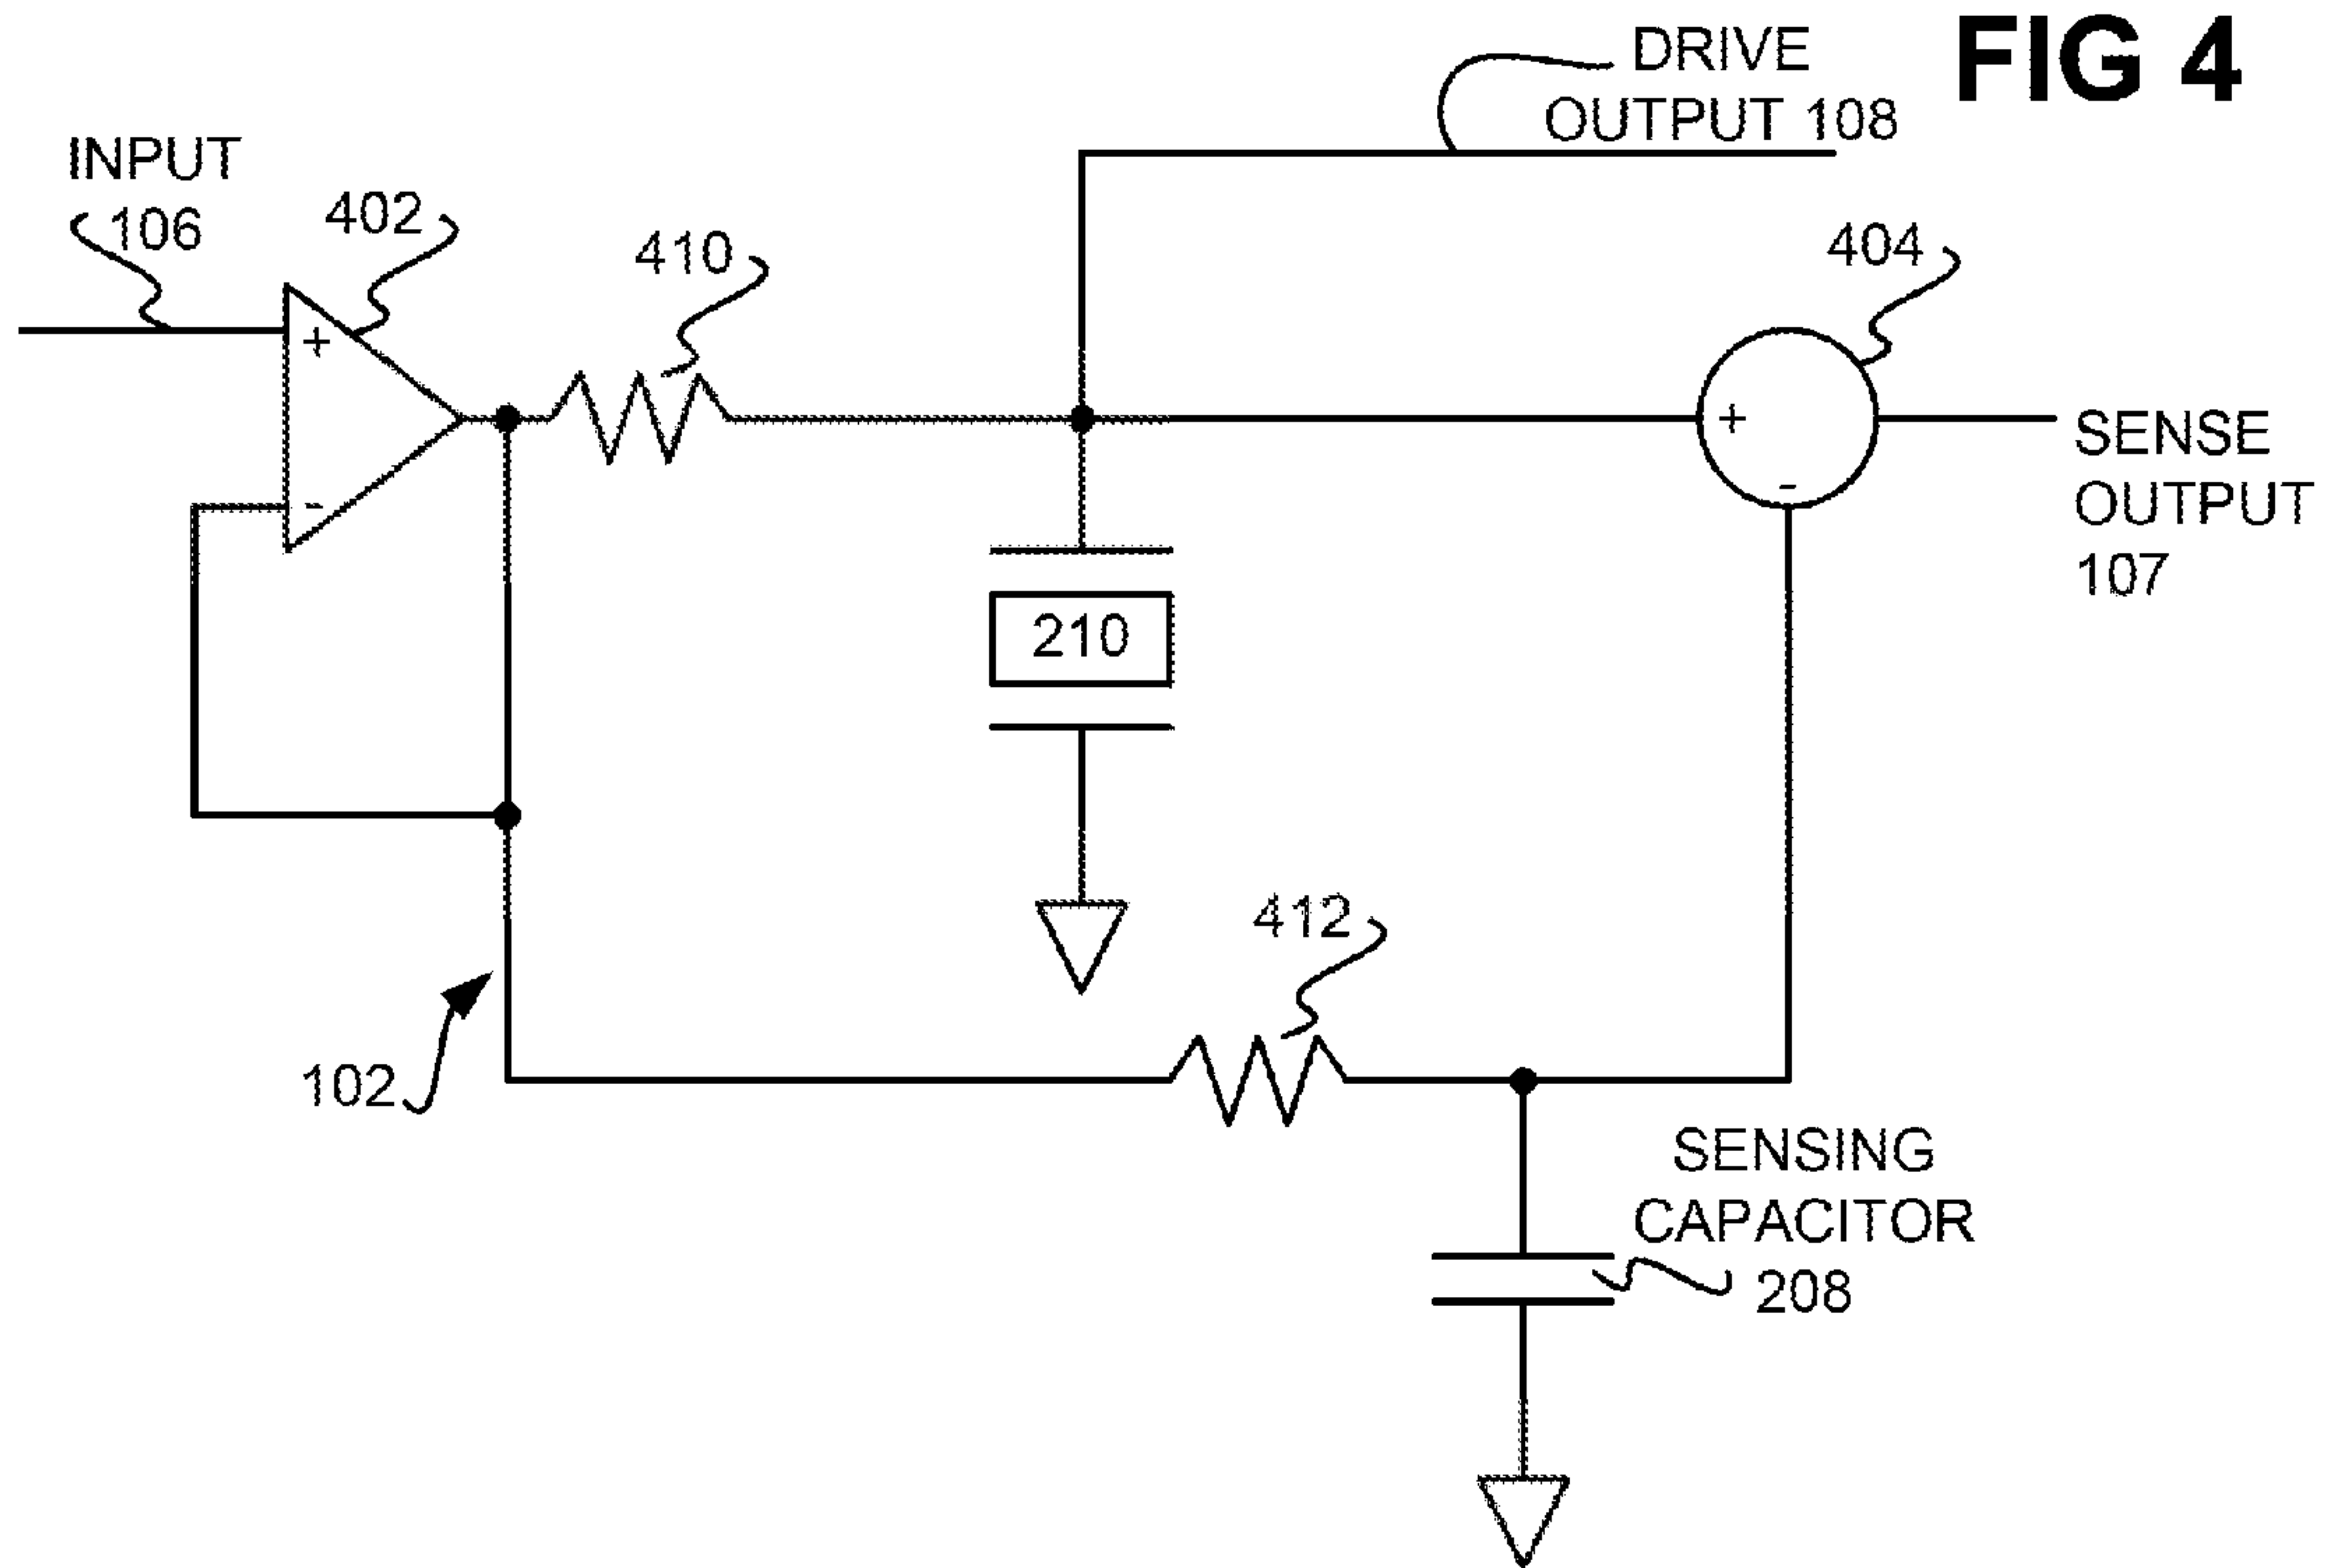 FIG 4
DRIVE
OUTPUT 108
INPUT
106
402
410
404
+
-
+
-
SENSE
OUTPUT
107
210
412
102
SENSING
CAPACITOR
208